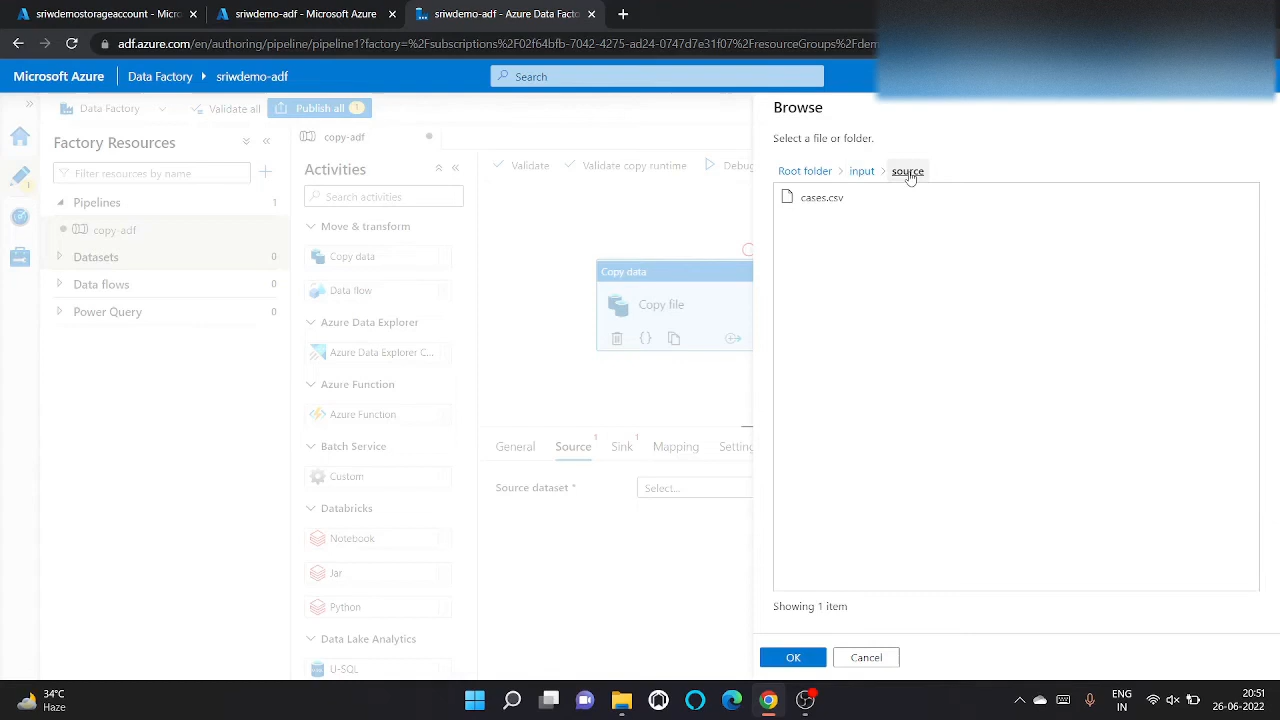 sriwdemostorageaccount - Micros
sriwdemo-adf - Microsoft Azure
sriwdemo-adf - Azure Data Factor
adf.azure.com/en/authoring/pipeline/pipeline1?factory=%2Fsubscriptions%2F02f64bfb-7042-4275-ad24-0747d7e31f07%2FresourceGroups%2Fdem
Microsoft Azure
Data Factory
sriwdemo-adf
Search
Data Factory
Validate all
Publish all
1
Factory Resources
Filter resources by name
Pipelines
1
copy-adf
Datasets
0
Data flows
0
Power Query
0
copy-adf
Activities
Search activities
Move & transform
Copy data
Data flow
Azure Data Explorer
Azure Data Explorer C...
Azure Function
Azure Function
Batch Service
Custom
Databricks
Notebook
Jar
Python
Data Lake Analytics
U-SQL
Validate
Validate copy runtime
Debu
Copy data
Copy file
General
Source
1
Sink
1
Mapping
Setting
Source dataset *
Select...
Browse
Select a file or folder.
Root folder > input > source
cases.csv
Showing 1 item
OK
Cancel
34°C
Haze
ENG
IN
20:51
26-06-2022